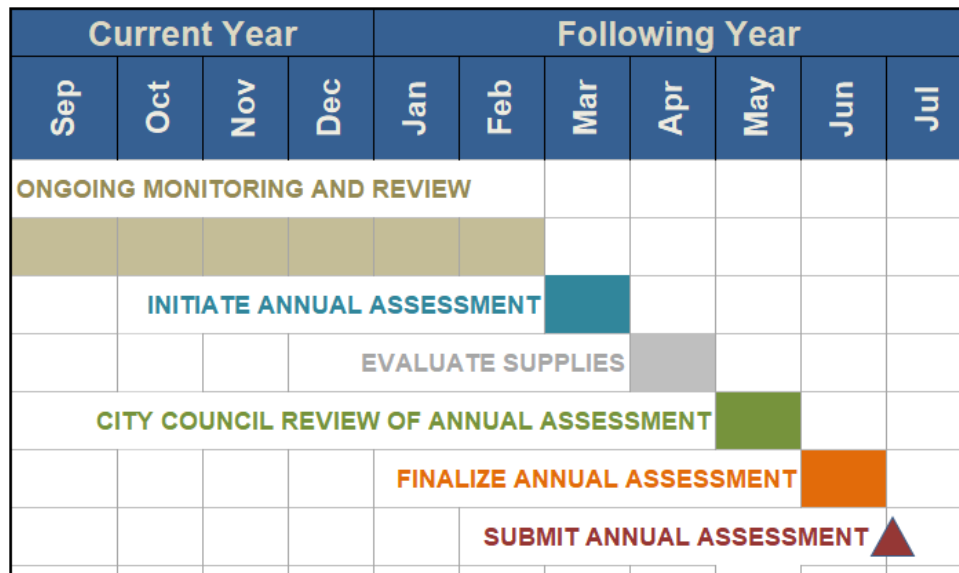 Current Year Following Year
Sep Oct Nov Dec Jan Feb Mar Apr May Jun Jul
ONGOING MONITORING AND REVIEW
INITIATE ANNUAL ASSESSMENT
EVALUATE SUPPLIES
CITY COUNCIL REVIEW OF ANNUAL ASSESSMENT
FINALIZE ANNUAL ASSESSMENT
SUBMIT ANNUAL ASSESSMENT